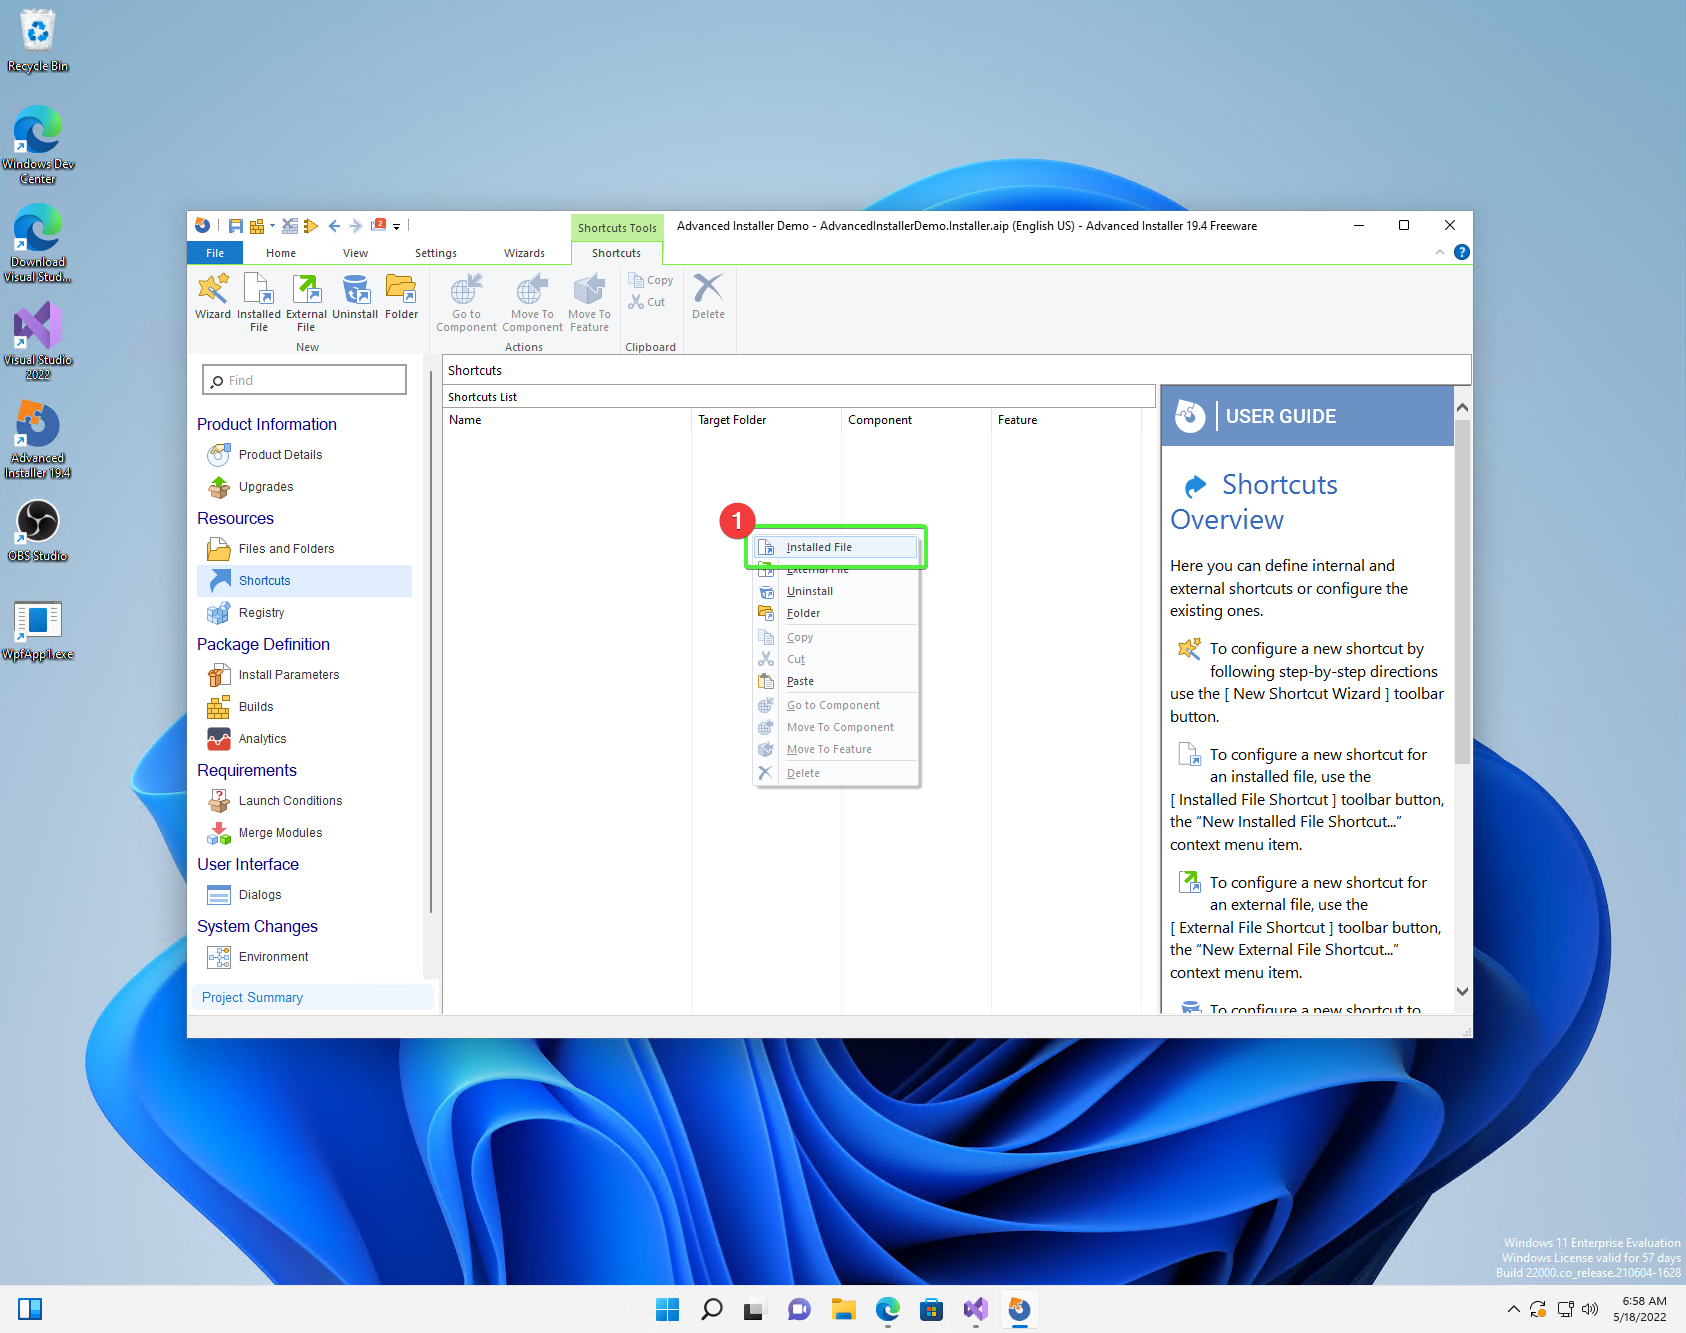 Recycle Bin
Windows Dev
Center
Download
Visual Stud...
Visual Studio
2022
Advanced
Installer 19.4
OBS Studio
WpfApp1.exe
2
Shortcuts Tools
Advanced Installer Demo - AdvancedInstallerDemo.Installer.aip (English US) - Advanced Installer 19.4 Freeware
File
Home
View
Settings
Wizards
Shortcuts
?
Wizard
Installed
File
External
File
Uninstall
Folder
New
Go to
Component
Move To
Component
Move To
Feature
Actions
Copy
Cut
Clipboard
Delete
Find
Product Information
Product Details
Upgrades
Resources
Files and Folders
Shortcuts
Registry
Package Definition
Install Parameters
Builds
Analytics
Requirements
Launch Conditions
Merge Modules
User Interface
Dialogs
System Changes
Environment
Project Summary
Shortcuts
Shortcuts List
Name
Target Folder
Component
Feature
1
Installed File
External File
Uninstall
Folder
Copy
Cut
Paste
Go to Component
Move To Component
Move To Feature
Delete
USER GUIDE
Shortcuts
Overview
Here you can define internal and
external shortcuts or configure the
existing ones.
To configure a new shortcut by
following step-by-step directions
use the [ New Shortcut Wizard ] toolbar
button.
To configure a new shortcut for
an installed file, use the
[ Installed File Shortcut ] toolbar button,
the “New Installed File Shortcut...”
context menu item.
To configure a new shortcut for
an external file, use the
[ External File Shortcut ] toolbar button,
the “New External File Shortcut...”
context menu item.
To configure a new shortcut to
Windows 11 Enterprise Evaluation
Windows License valid for 57 days
Build 22000.co_release.210604-1628
6:58 AM
5/18/2022